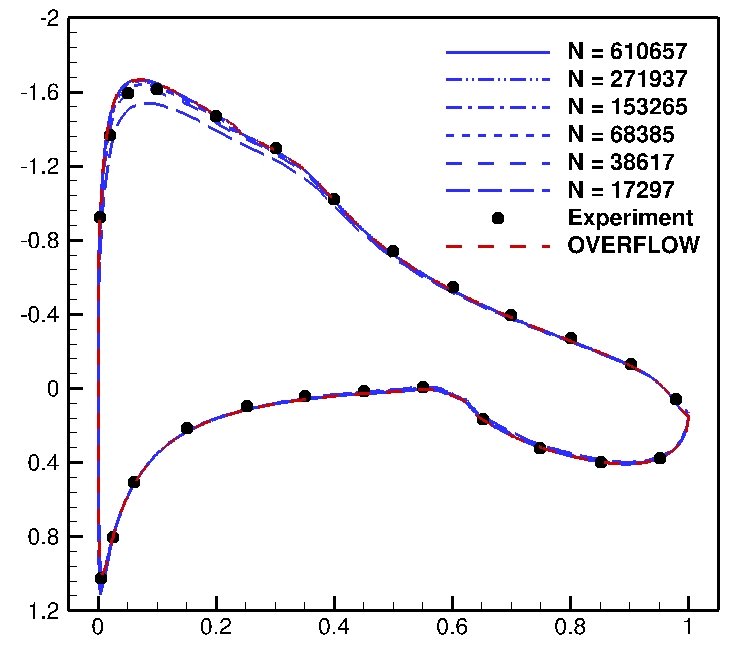 -2
-1.6
-1.2
-0.8
-0.4
0
0.4
0.8
1.2
N = 610657
N = 271937
N = 153265
N = 68385
N = 38617
N = 17297
Experiment
OVERFLOW
0 0.2 0.4 0.6 0.8 1